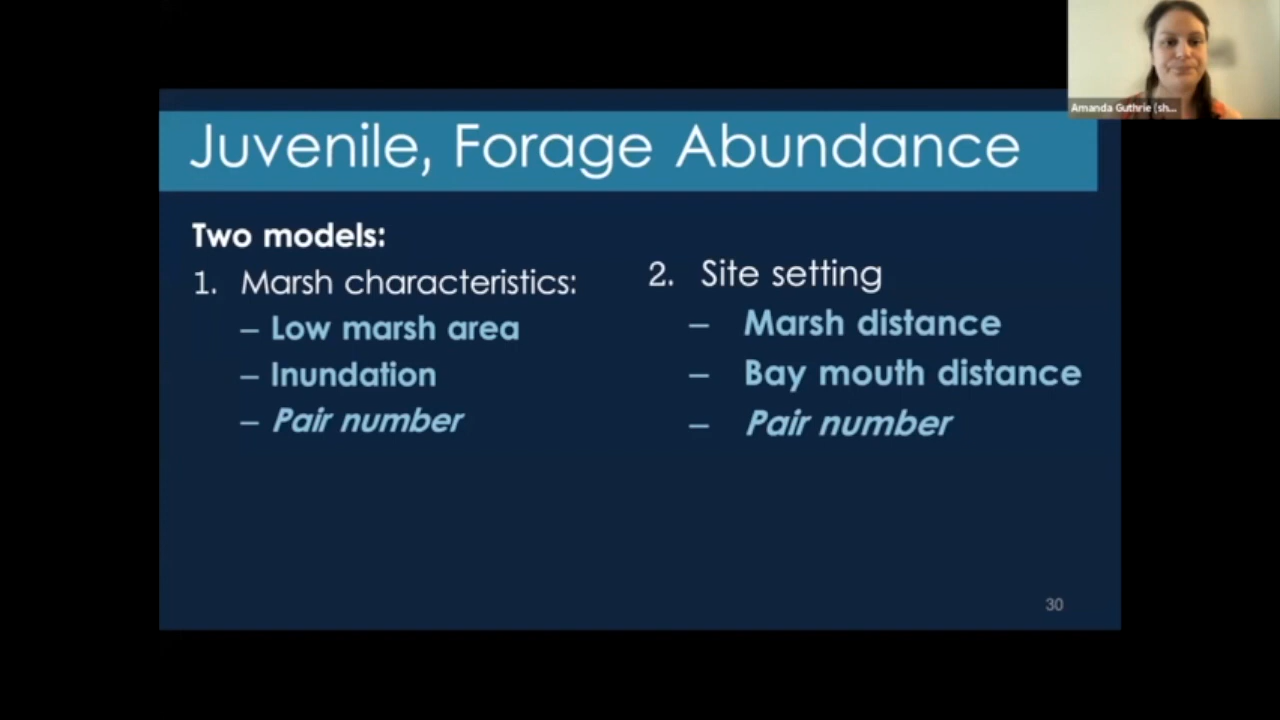 Amanda Guthrie (sh...
Juvenile, Forage Abundance
Two models:
1. Marsh characteristics:
– Low marsh area
– Inundation
– Pair number
2. Site setting
– Marsh distance
– Bay mouth distance
– Pair number
30